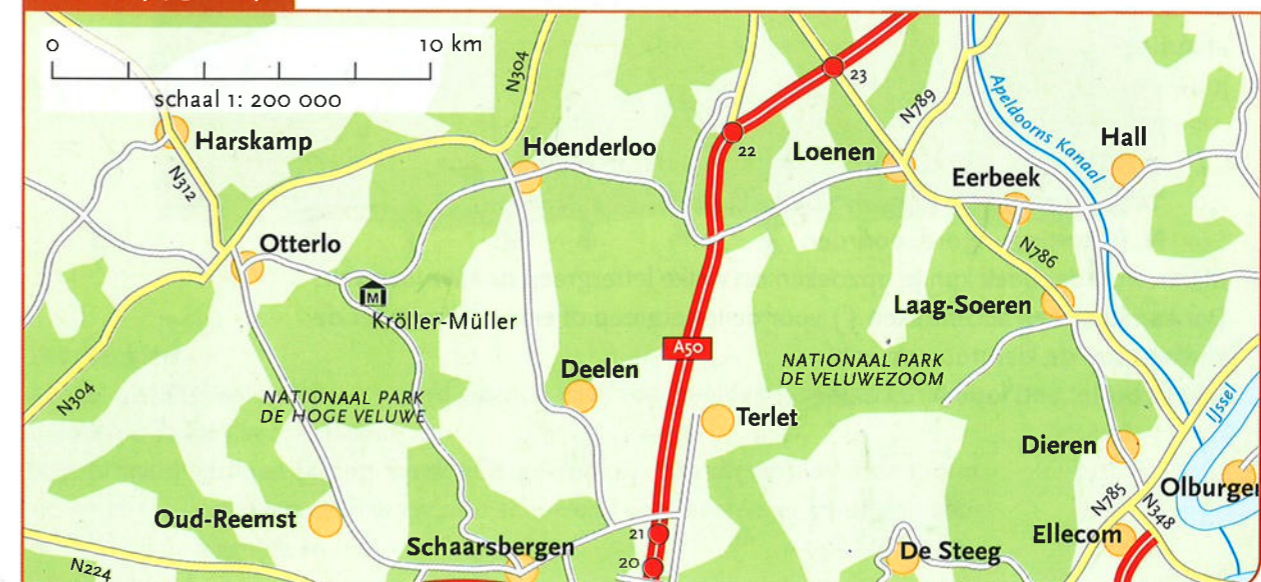 0 10 km
schaal 1: 200 000
N304
23
N789
Apeldoorns Kanaal
Harskamp
Hoenderloo
22
Loenen
Hall
Eerbeek
N312
Otterlo
N786
M
Kröller-Müller
Laag-Soeren
A50
NATIONAAL PARK
DE VELUWEZOOM
Deelen
N304
NATIONAAL PARK
DE HOGE VELUWE
Terlet
IJssel
Dieren
Olburgen
N785
N348
Oud-Reemst
Schaarsbergen
21
Ellecom
De Steeg
20
N224